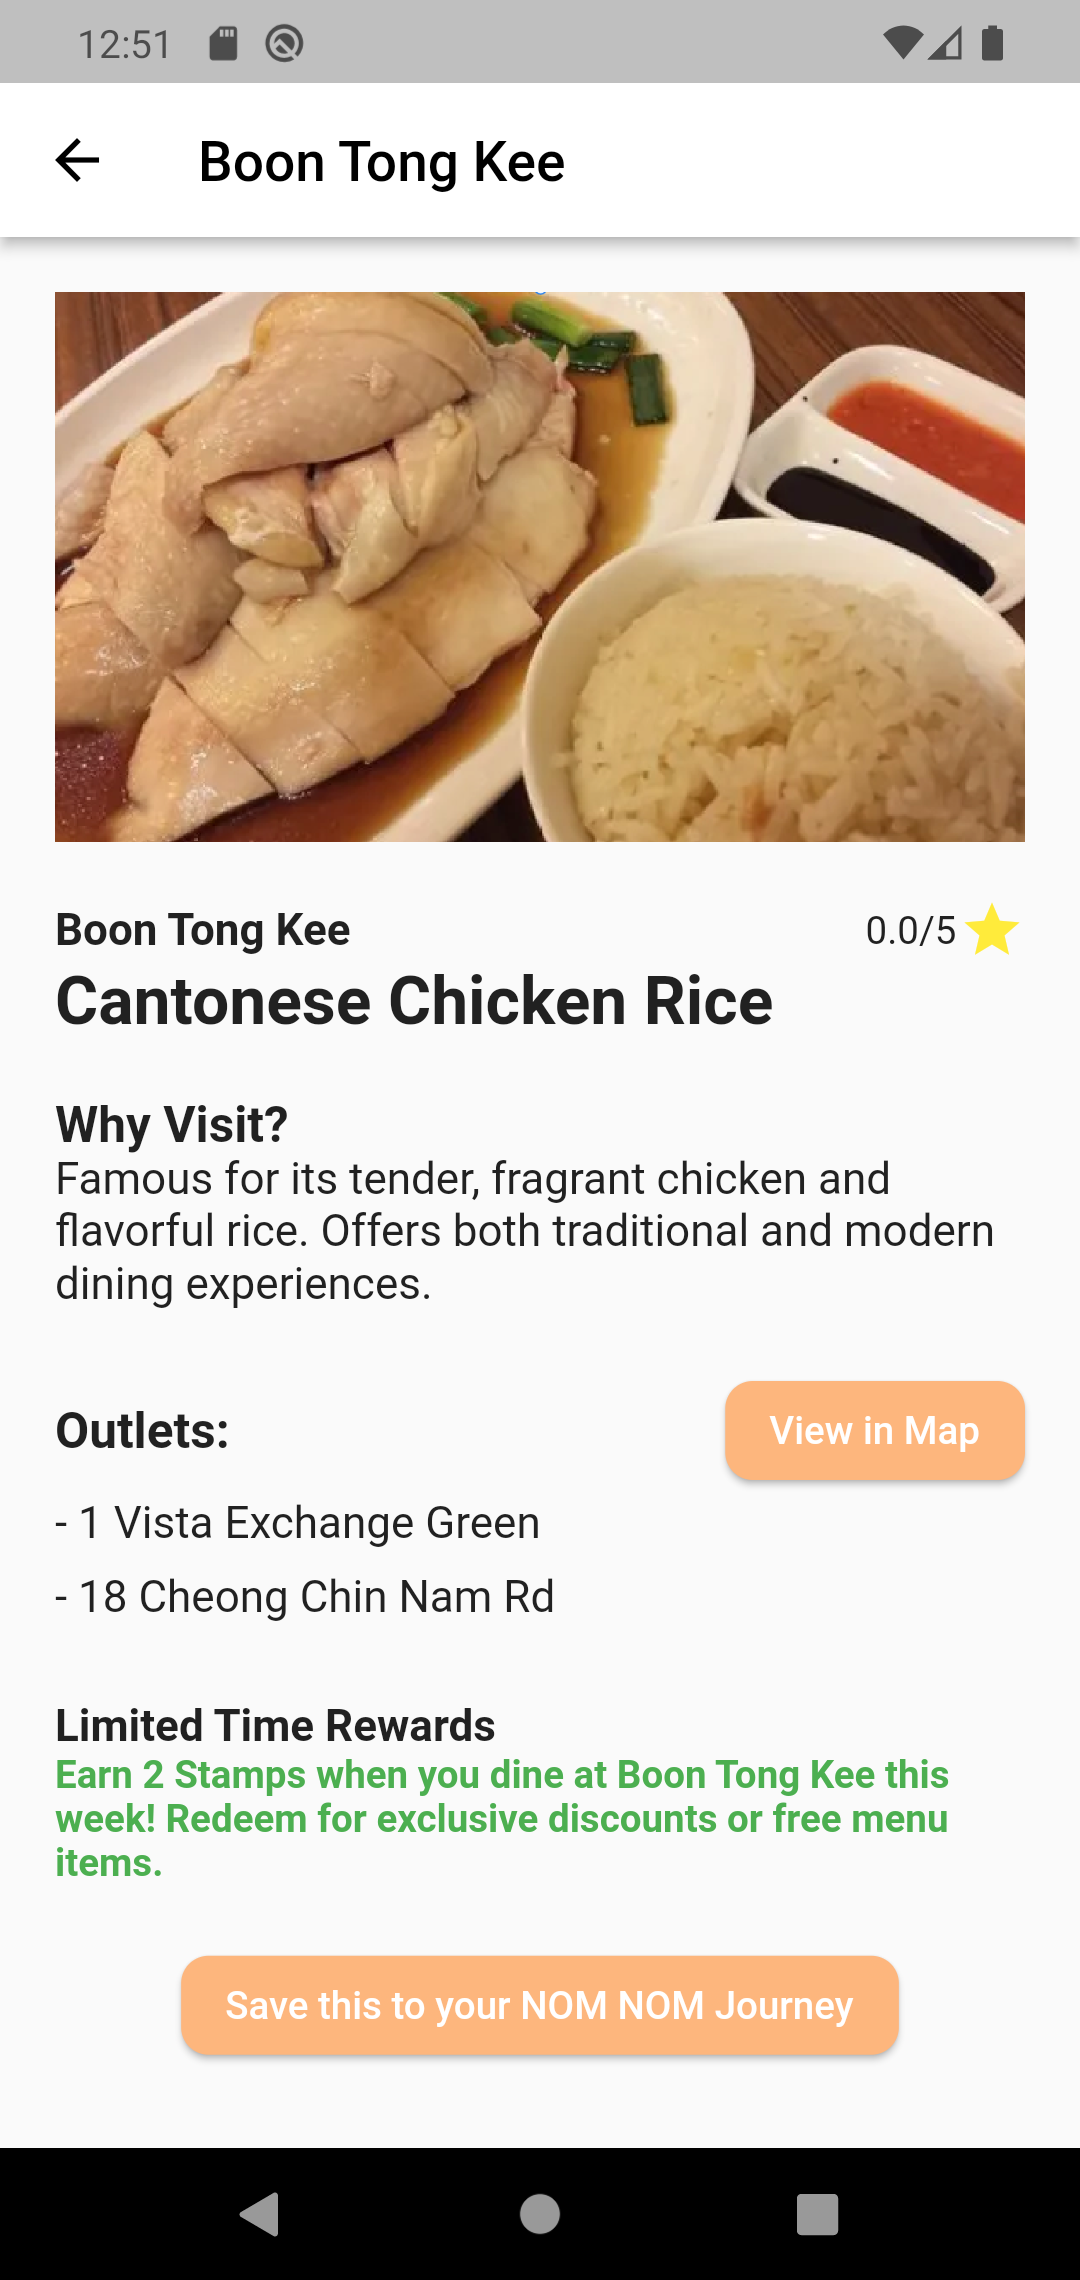 12:51
Boon Tong Kee
Boon Tong Kee
0.0/5
Cantonese Chicken Rice
Why Visit?
Famous for its tender, fragrant chicken and
flavorful rice. Offers both traditional and modern
dining experiences.
Outlets:
View in Map
- 1 Vista Exchange Green
- 18 Cheong Chin Nam Rd
Limited Time Rewards
Earn 2 Stamps when you dine at Boon Tong Kee this
week! Redeem for exclusive discounts or free menu
items.
Save this to your NOM NOM Journey